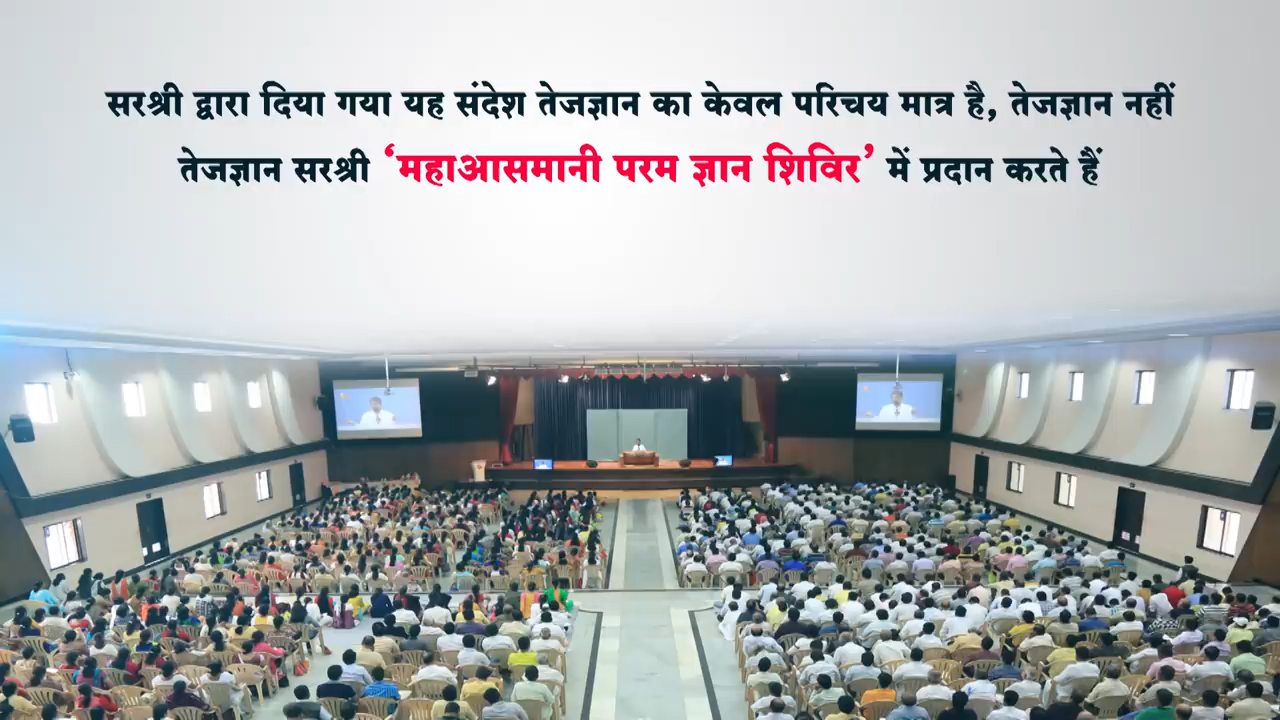 सरश्री द्वारा दिया गया यह संदेश तेजज्ञान का केवल परिचय मात्र है, तेजज्ञान नहीं
तेजज्ञान सरश्री ‘महाआसमानी परम ज्ञान शिविर’ में प्रदान करते हैं